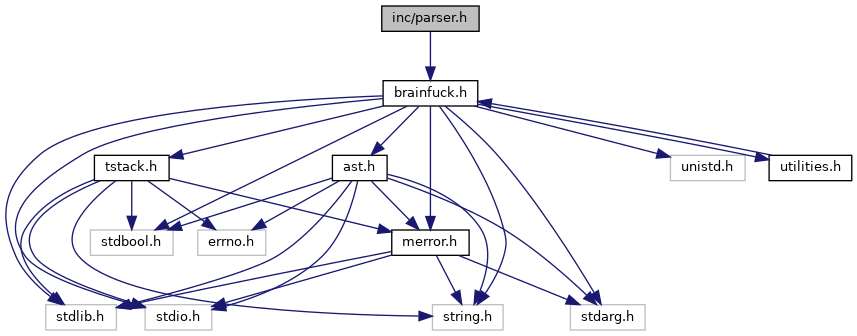 inc/parser.h
brainfuck.h
tstack.h
ast.h
unistd.h
utilities.h
stdbool.h
errno.h
merror.h
stdlib.h
stdio.h
string.h
stdarg.h